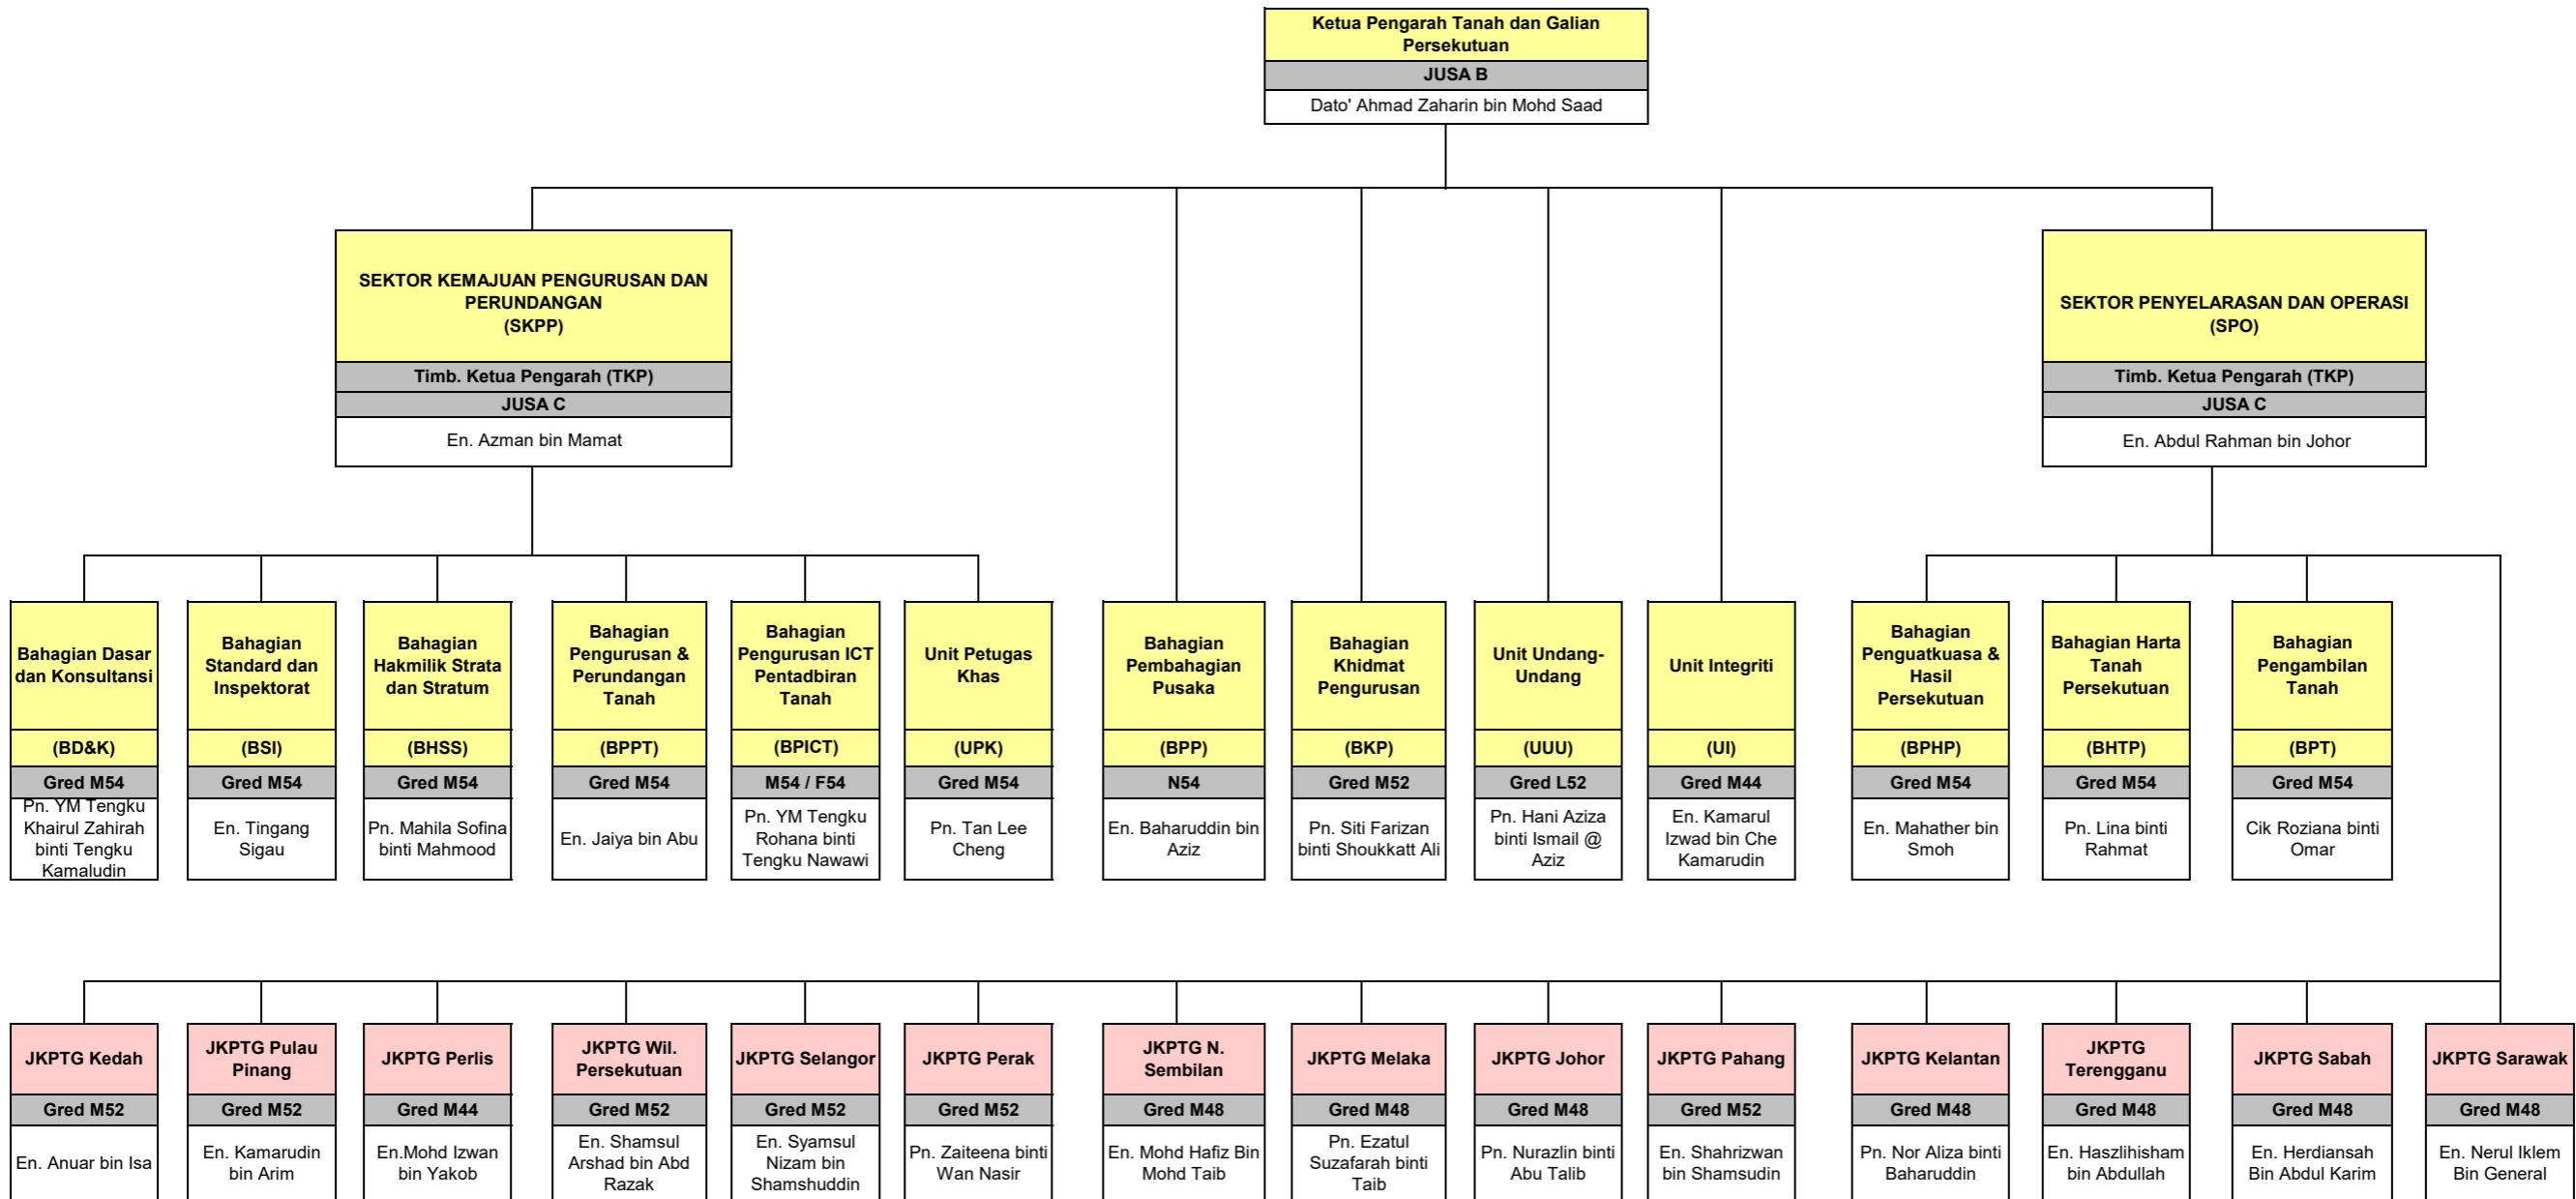 Ketua Pengarah Tanah dan Galian
Persekutuan
JUSA B
Dato' Ahmad Zaharin bin Mohd Saad
SEKTOR KEMAJUAN PENGURUSAN DAN
PERUNDANGAN
(SKPP)
Timb. Ketua Pengarah (TKP)
JUSA C
En. Azman bin Mamat
SEKTOR PENYELARASAN DAN OPERASI
(SPO)
Timb. Ketua Pengarah (TKP)
JUSA C
En. Abdul Rahman bin Johor
Bahagian Dasar
dan Konsultansi
(BD&K)
Gred M54
Pn. YM Tengku
Khairul Zahirah
binti Tengku
Kamaludin
Bahagian
Standard dan
Inspektorat
(BSI)
Gred M54
En. Tingang
Sigau
Bahagian
Hakmilik Strata
dan Stratum
(BHSS)
Gred M54
Pn. Mahila Sofina
binti Mahmood
Bahagian
Pengurusan &
Perundangan
Tanah
(BPPT)
Gred M54
En. Jaiya bin Abu
Bahagian
Pengurusan ICT
Pentadbiran
Tanah
(BPICT)
M54 / F54
Pn. YM Tengku
Rohana binti
Tengku Nawawi
Unit Petugas
Khas
(UPK)
Gred M54
Pn. Tan Lee
Cheng
Bahagian
Pembahagian
Pusaka
(BPP)
N54
En. Baharuddin bin
Aziz
Bahagian
Khidmat
Pengurusan
(BKP)
Gred M52
Pn. Siti Farizan
binti Shoukkatt Ali
Unit Undang-
Undang
(UUU)
Gred L52
Pn. Hani Aziza
binti Ismail @
Aziz
Unit Integriti
(UI)
Gred M44
En. Kamarul
Izwad bin Che
Kamarudin
Bahagian
Penguatkuasa &
Hasil
Persekutuan
(BPHP)
Gred M54
En. Mahather bin
Smoh
Bahagian Harta
Tanah
Persekutuan
(BHTP)
Gred M54
Pn. Lina binti
Rahmat
Bahagian
Pengambilan
Tanah
(BPT)
Gred M54
Cik Roziana binti
Omar
JKPTG Kedah
Gred M52
En. Anuar bin Isa
JKPTG Pulau
Pinang
Gred M52
En. Kamarudin
bin Arim
JKPTG Perlis
Gred M44
En.Mohd Izwan
bin Yakob
JKPTG Wil.
Persekutuan
Gred M52
En. Shamsul
Arshad bin Abd
Razak
JKPTG Selangor
Gred M52
En. Syamsul
Nizam bin
Shamshuddin
JKPTG Perak
Gred M52
Pn. Zaiteena binti
Wan Nasir
JKPTG N.
Sembilan
Gred M48
En. Mohd Hafiz Bin
Mohd Taib
JKPTG Melaka
Gred M48
Pn. Ezatul
Suzafarah binti
Taib
JKPTG Johor
Gred M48
Pn. Nurazlin binti
Abu Talib
JKPTG Pahang
Gred M52
En. Shahrizwan
bin Shamsudin
JKPTG Kelantan
Gred M48
Pn. Nor Aliza binti
Baharuddin
JKPTG
Terengganu
Gred M48
En. Haszlihisham
bin Abdullah
JKPTG Sabah
Gred M48
En. Herdiansah
Bin Abdul Karim
JKPTG Sarawak
Gred M48
En. Nerul Iklem
Bin General